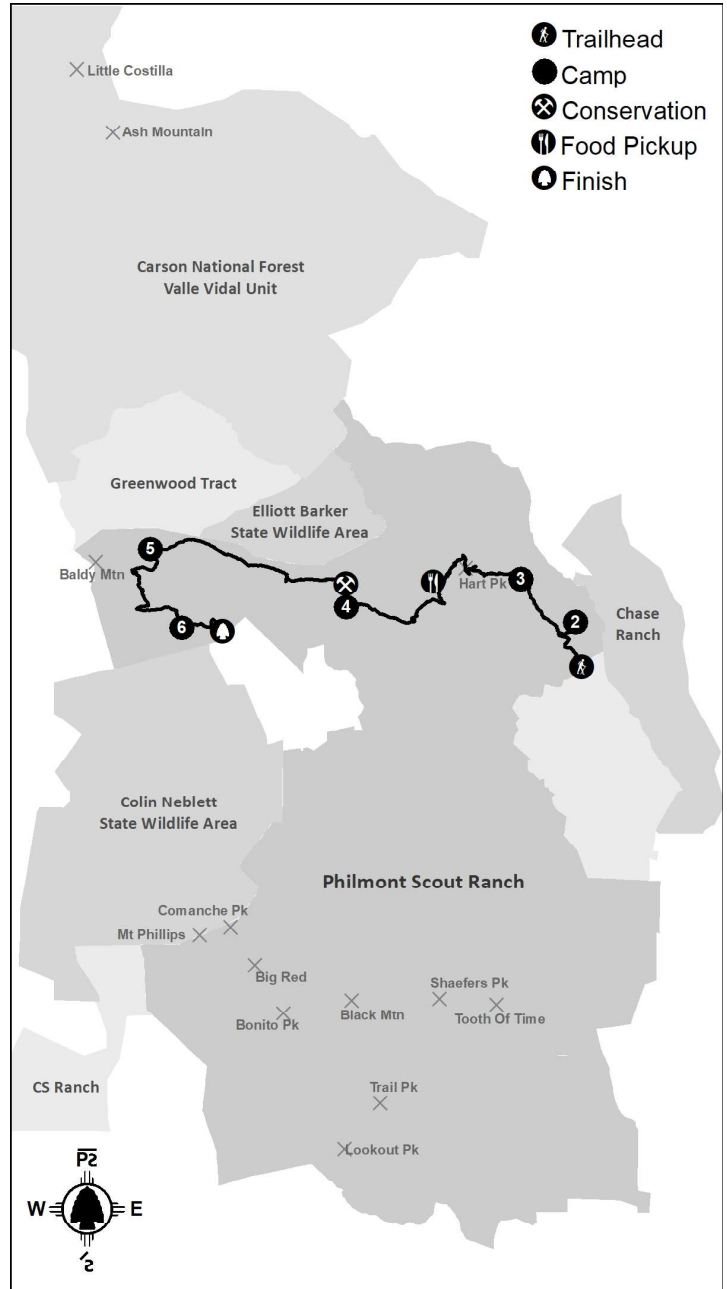 Trailhead
Camp
Conservation
Food Pickup
Finish
Little Costilla
Ash Mountain
Carson National Forest
Valle Vidal Unit
Greenwood Tract
Elliott Barker
State Wildlife Area
Baldy Mtn
5
Hart Pk
3
4
2
Chase
Ranch
6
Colin Neblett
State Wildlife Area
Philmont Scout Ranch
Comanche Pk
Mt Phillips
Big Red
Shaefers Pk
Bonito Pk
Black Mtn
Tooth Of Time
CS Ranch
Trail Pk
Lookout Pk
W
E